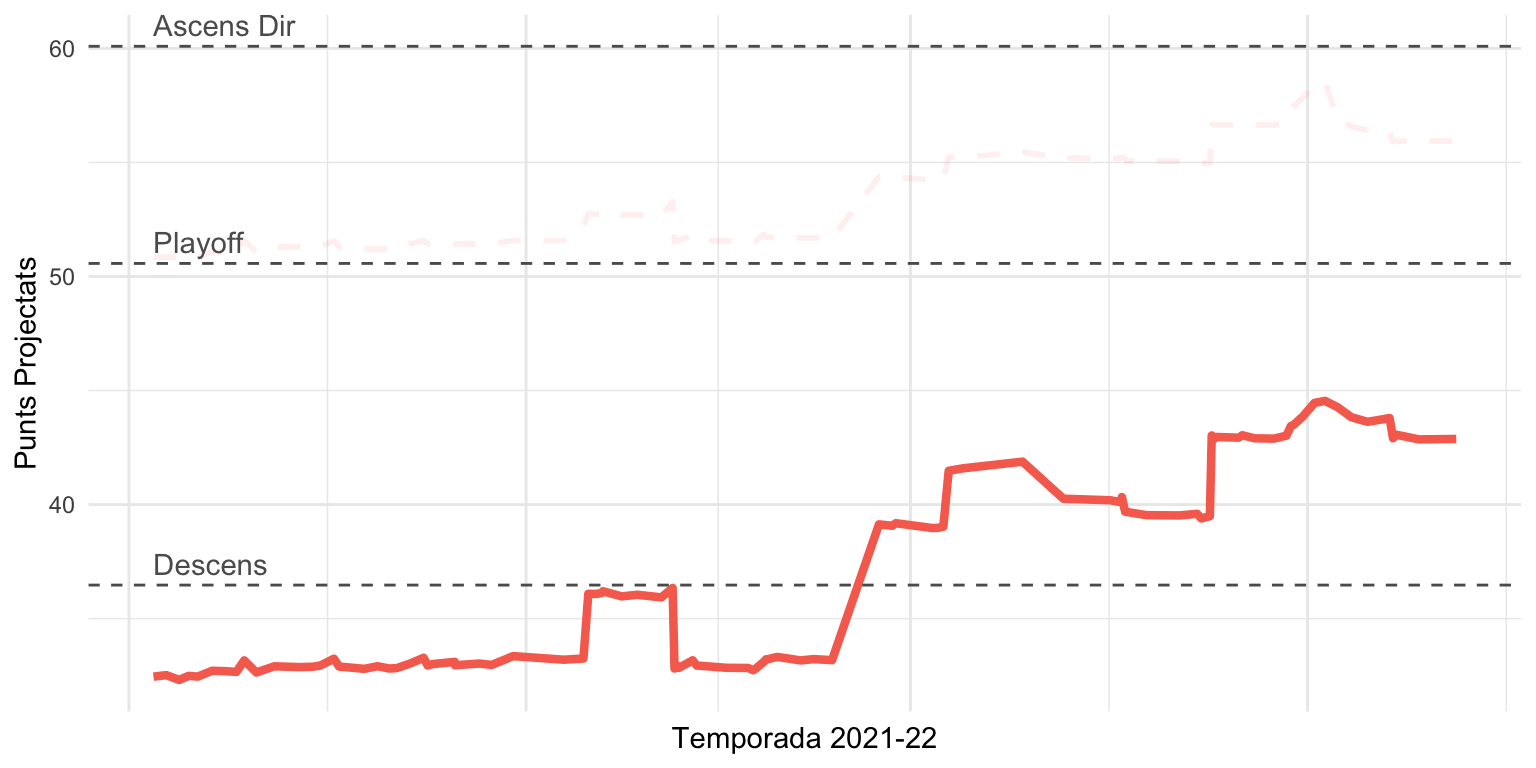 Ascens Dir
60
Playoff
50
Punts Projectats
40
Descens
Temporada 2021-22